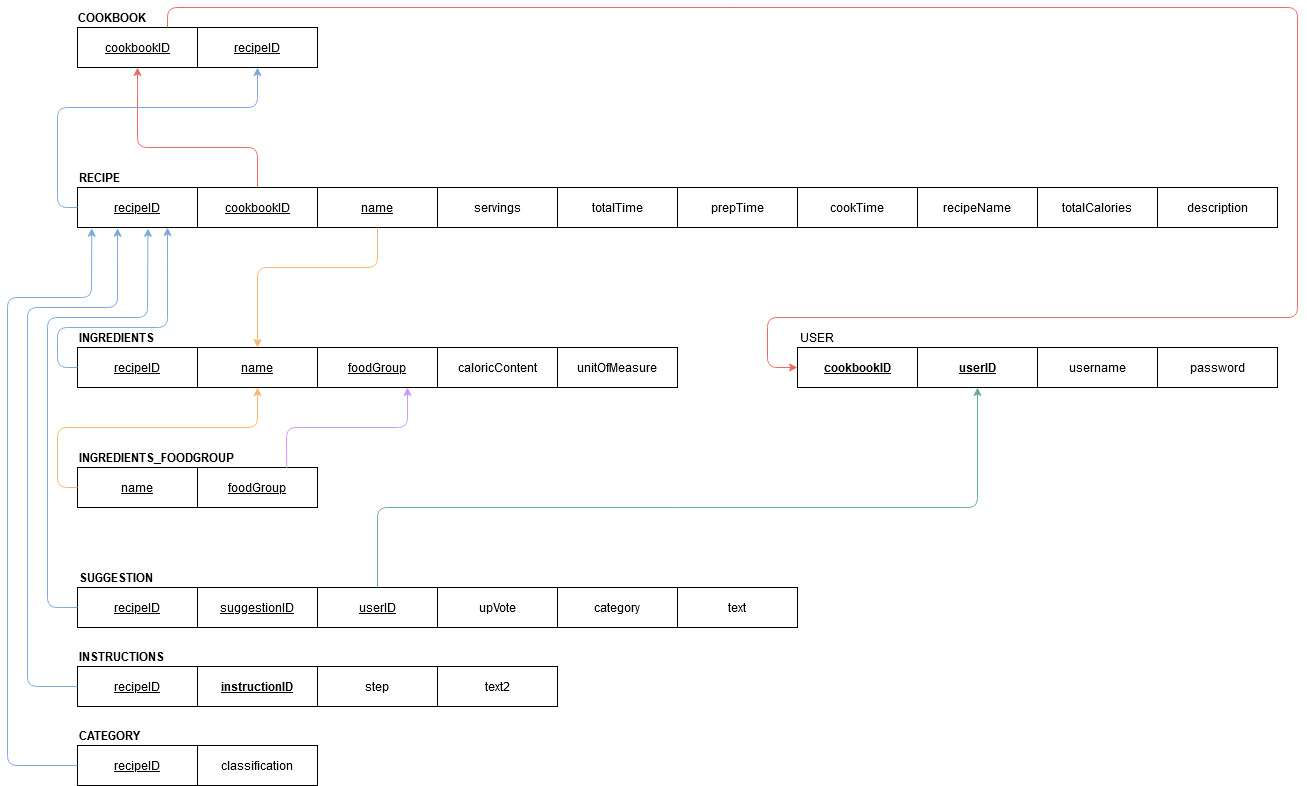 COOKBOOK
cookbookID recipeID
RECIPE
recipeID cookbookID name servings totalTime prepTime cookTime recipeName totalCalories description
INGREDIENTS
recipeID name foodGroup caloricContent unitOfMeasure
USER
cookbookID userID username password
INGREDIENTS_FOODGROUP
name foodGroup
SUGGESTION
recipeID suggestionID userID upVote category text
INSTRUCTIONS
recipeID instructionID step text2
CATEGORY
recipeID classification